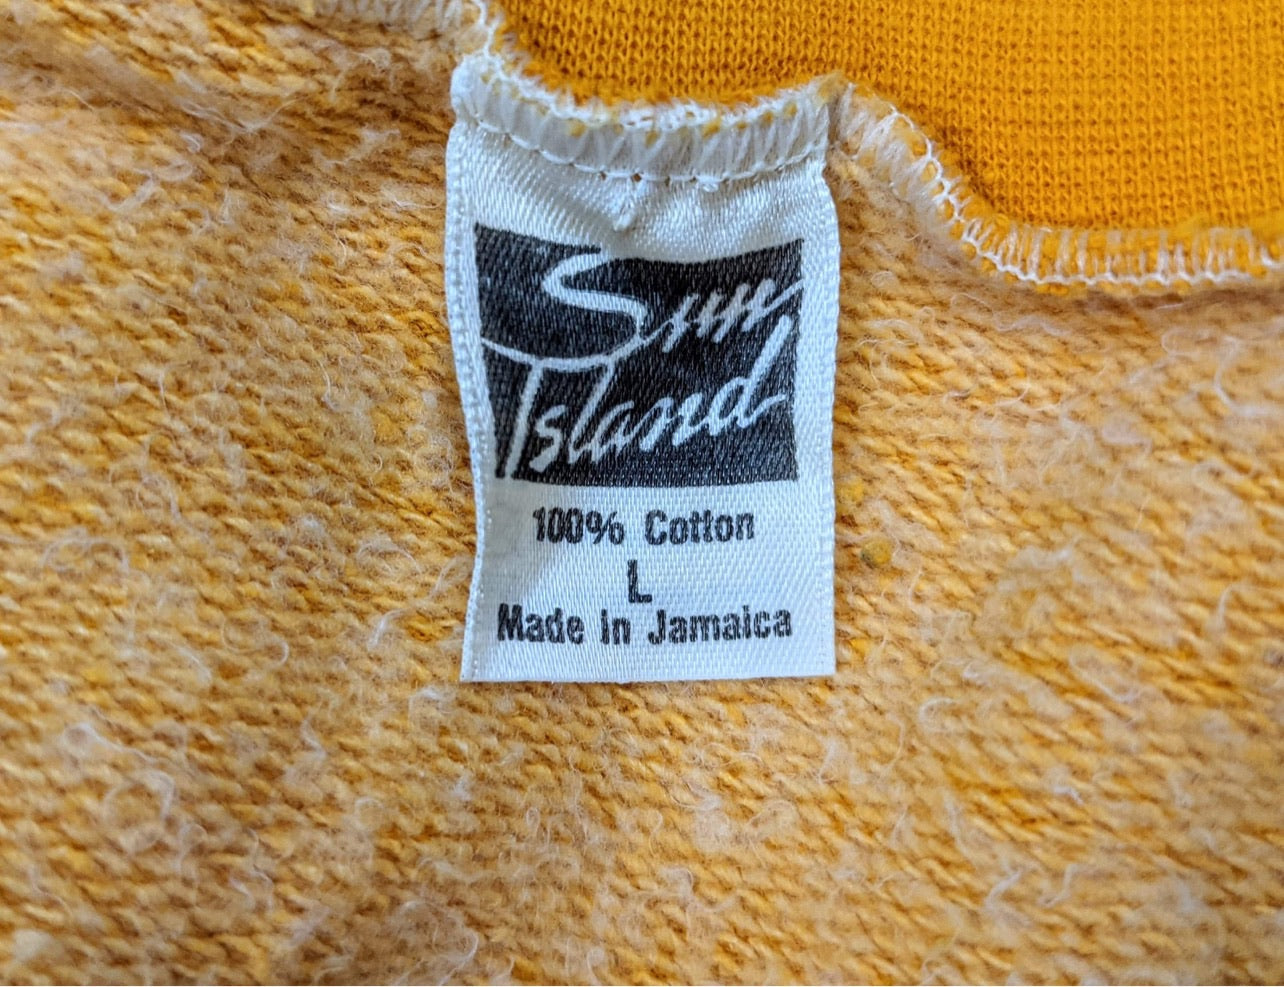 Sun
Island
100% Cotton
L
Made in Jamaica